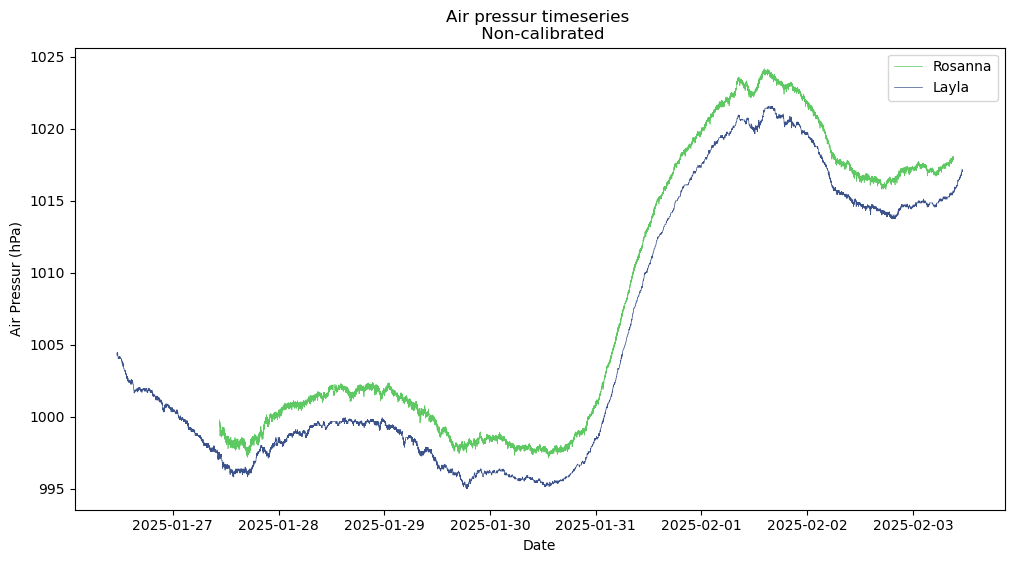 Air pressur timeseries
Non-calibrated
Rosanna
Layla
Air Pressur (hPa)
1025
1020
1015
1010
1005
1000
995
2025-01-27 2025-01-28 2025-01-29 2025-01-30 2025-01-31 2025-02-01 2025-02-02 2025-02-03
Date